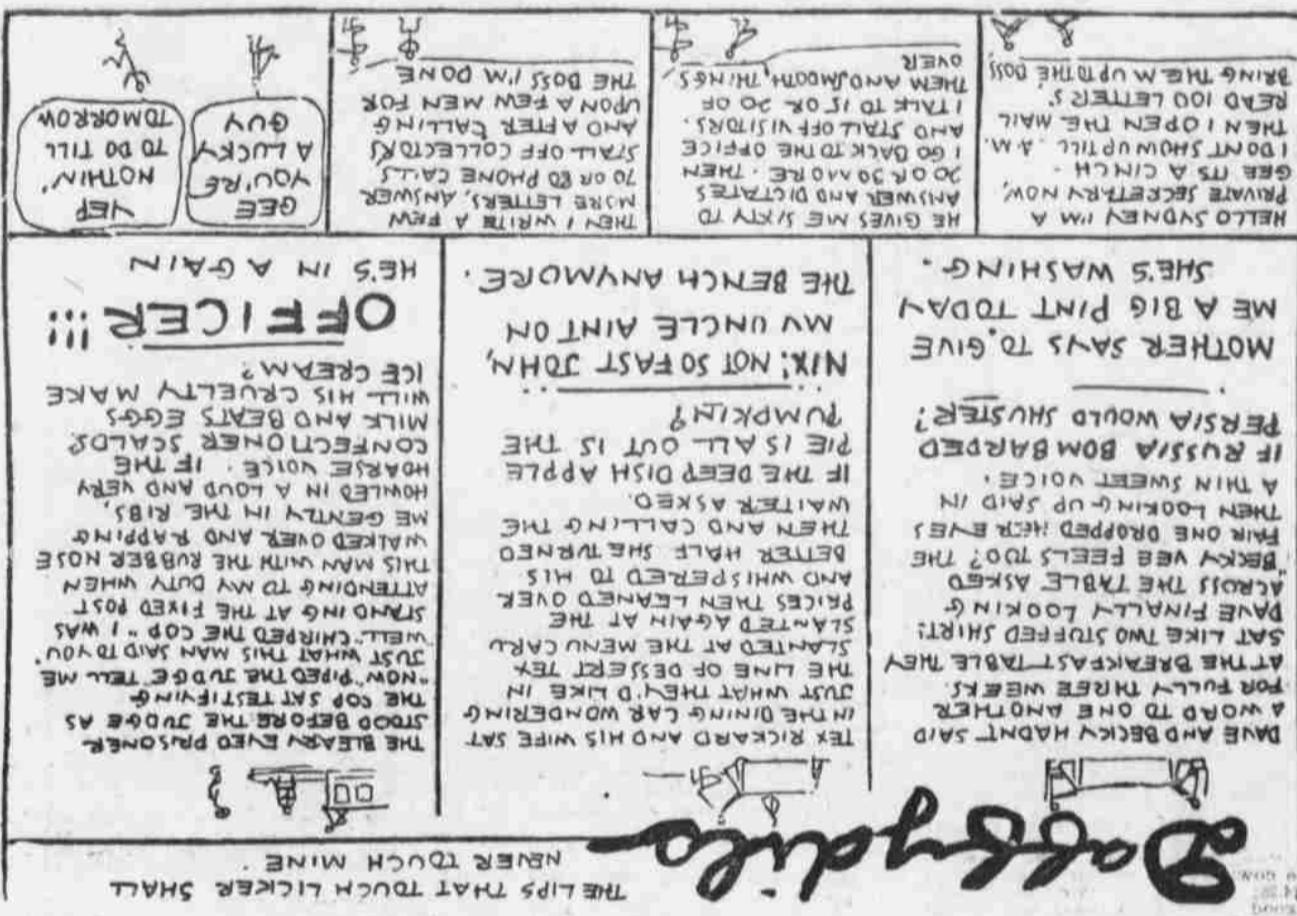 Daffydils
THE LIPS THAT TOUCH LICKER SHALL
NEVER TOUCH MINE.
DAVE AND BECKY HADNT SAID
A WORD TO ONE ANOTHER
FOR FULLY THREE WEEKS.
AT THE BREAKFAST TABLE THEY
SAT LIKE TWO STUFFED SHIRTS
DAVE FINALLY LOOKING
ACROSS THE TABLE ASKED
"BECKY VEE FEELS TOO? THE
FAIR ONE DROPPED HER EYES
THEN LOOKING UP SAID IN
A THIN SWEET VOICE.
IF RUSSIA BOMBARDED
PERSIA WOULD SHUSTER?
MOTHER SAYS TO GIVE
ME A BIG PINT TODAY
SHE'S WASHING.
TEX RICKARD AND HIS WIFE SAT
IN THE DINING CAR WONDERING
JUST WHAT THEY'D LIKE IN
THE LINE OF DESSERT TEX
SLANTED AT THE MENU CARD
SLANTED AGAIN AT THE
PRICES THEN LEANED OVER
AND WHISPERED TO HIS
BETTER HALF SHE TURNED
THEN AND CALLING THE
WAITER ASKED.
IF THE DEEP DISH APPLE
PIE IS ALL OUT IS THE
PUMPKIN?
NIX! NOT SO FAST JOHN,
MY UNCLE AINT ON
THE BENCH ANYMORE.
THE BLEARY EYED PRISONER
STOOD BEFORE THE JUDGE AS
THE COP SAT TESTIFYING
"NOW" PIPED THE JUDGE TELL ME
JUST WHAT THIS MAN SAID TO YOU.
WELL" CHIRPED THE COP "I WAS
STANDING AT THE FIXED POST
ATTENDING TO MY DUTY WHEN
THIS MAN WITH THE RUBBER NOSE
WALKED OVER AND RAPPING
ME GENTLY IN THE RIBS,
HOWLED IN A LOUD AND VERY
HOARSE VOICE. IF THE
CONFECTIONER SCALDS
MILK AND BEATS EGGS
WILL HIS CRUELTY MAKE
ICE CREAM?
OFFICER!!!
HE'S IN AGAIN
HELLO SYDNEY I'M A
PRIVATE SECRETARY NOW,
GEE ITS A CINCH.
I DONT SHOW UP TILL A.M.
THEN I OPEN THE MAIL
READ 100 LETTERS
BRING THEM UP TO THE BOSS
HE GIVES ME SIXTY TO
ANSWER AND DICTATES
20 OR 30 MORE. THEN
I GO BACK TO THE OFFICE
AND STALL OFF VISITORS.
I TALK TO 15 OR 20 OF
THEM AND SMOOTH THINGS
OVER
THEN I WRITE A FEW
MORE LETTERS, ANSWER
70 OR 80 PHONE CALLS
STALL OFF COLLECTORS
AND AFTER CALLING
UPON A FEW MEN FOR
THE BOSS I'M DONE
GEE
YOU'RE
A LUCKY
GUY
YEP
NOTHIN'
TO DO TILL
TOMORROW